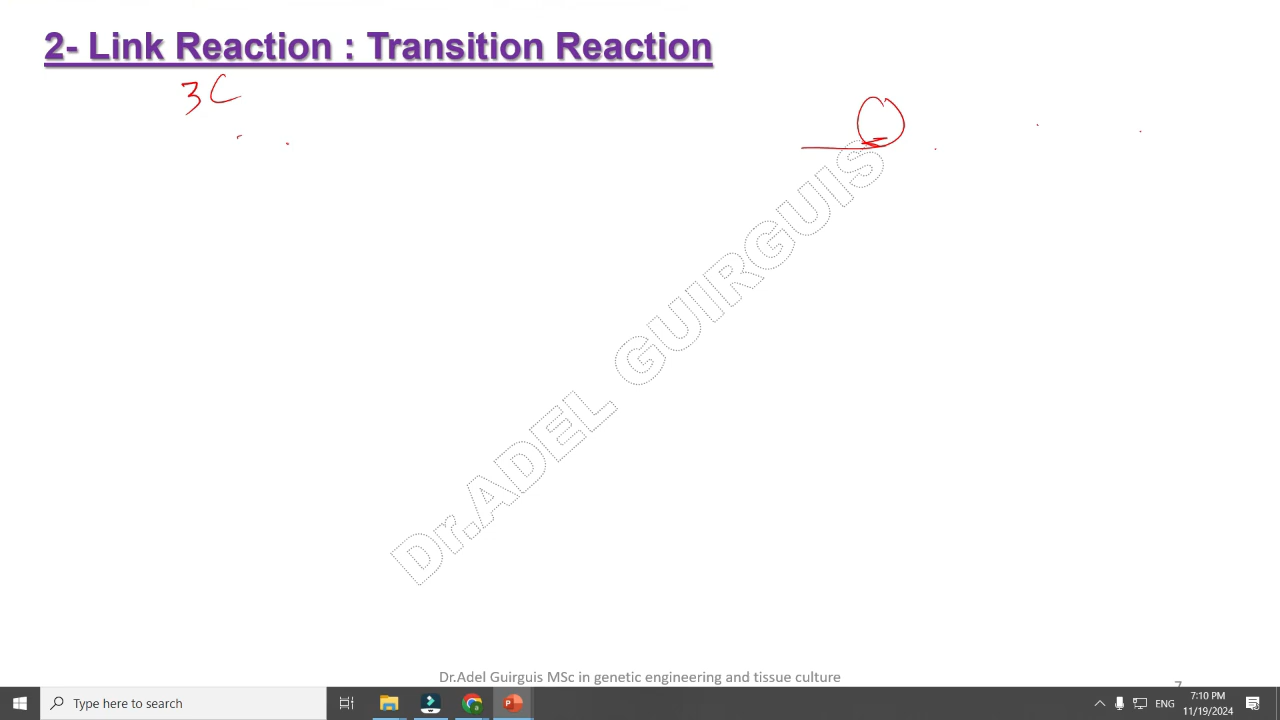 2- Link Reaction : Transition Reaction
3C
Dr.ADEL GUIRGUIS
Dr.Adel Guirguis MSc in genetic engineering and tissue culture
7
Type here to search
ENG
7:10 PM
11/19/2024